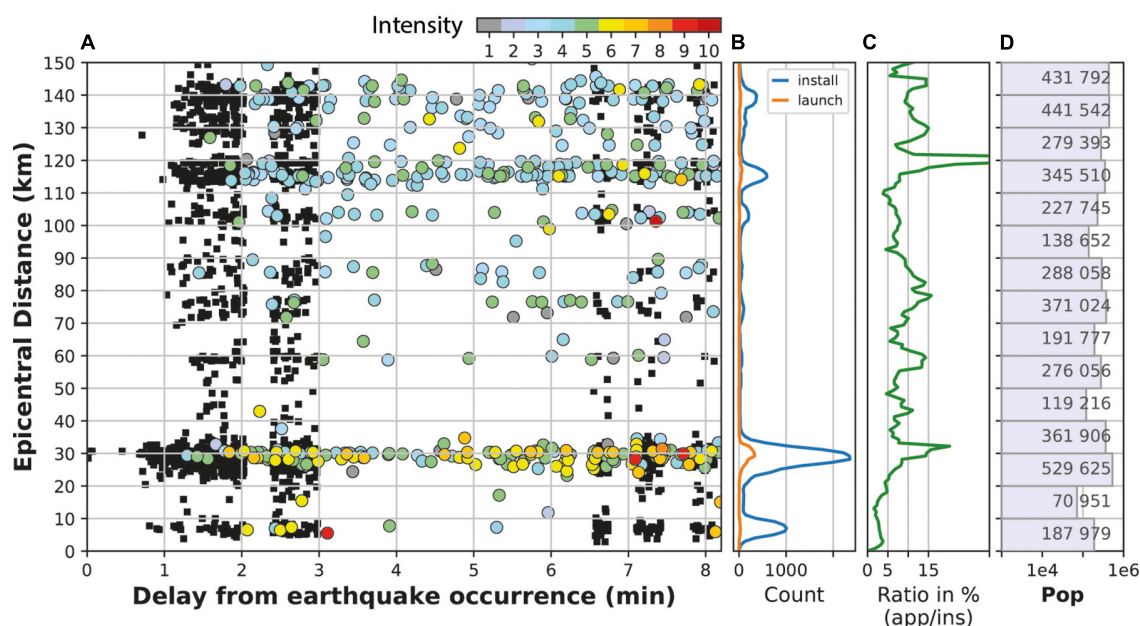 Intensity
1 2 3 4 5 6 7 8 9 10
A B C D
150
140
130
120
110
100
90
80
70
60
50
40
30
20
10
0
Epicentral Distance (km)
0 1 2 3 4 5 6 7 8
Delay from earthquake occurrence (min)
install
launch
0 1000
Count
5 15
Ratio in %
(app/ins)
431 792
441 542
279 393
345 510
227 745
138 652
288 058
371 024
191 777
276 056
119 216
361 906
529 625
70 951
187 979
1e4 1e6
Pop